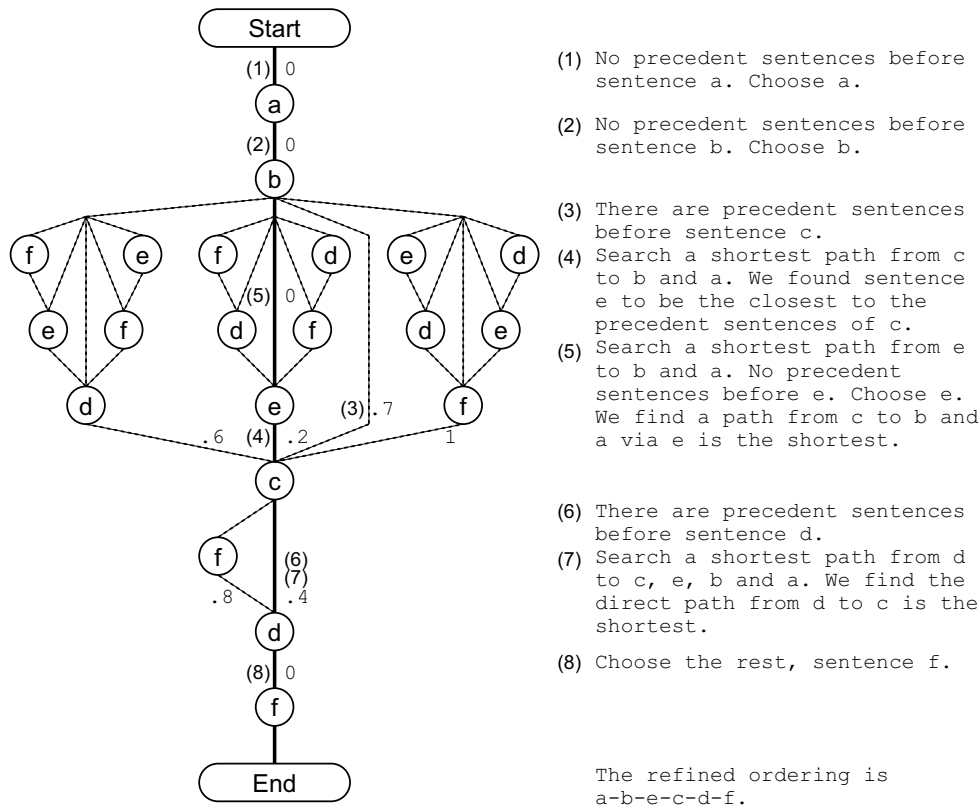 Start
(1) 0
a
(2) 0
b
f e f d e d
(5) 0
e f d f d e
d e (3) .7 f
.6 (4) .2 1
c
f (6)
(7)
.8 .4
d
(8) 0
f
End
(1) No precedent sentences before
sentence a. Choose a.
(2) No precedent sentences before
sentence b. Choose b.
(3) There are precedent sentences
before sentence c.
(4) Search a shortest path from c
to b and a. We found sentence
e to be the closest to the
precedent sentences of c.
(5) Search a shortest path from e
to b and a. No precedent
sentences before e. Choose e.
We find a path from c to b and
a via e is the shortest.
(6) There are precedent sentences
before sentence d.
(7) Search a shortest path from d
to c, e, b and a. We find the
direct path from d to c is the
shortest.
(8) Choose the rest, sentence f.
The refined ordering is
a-b-e-c-d-f.